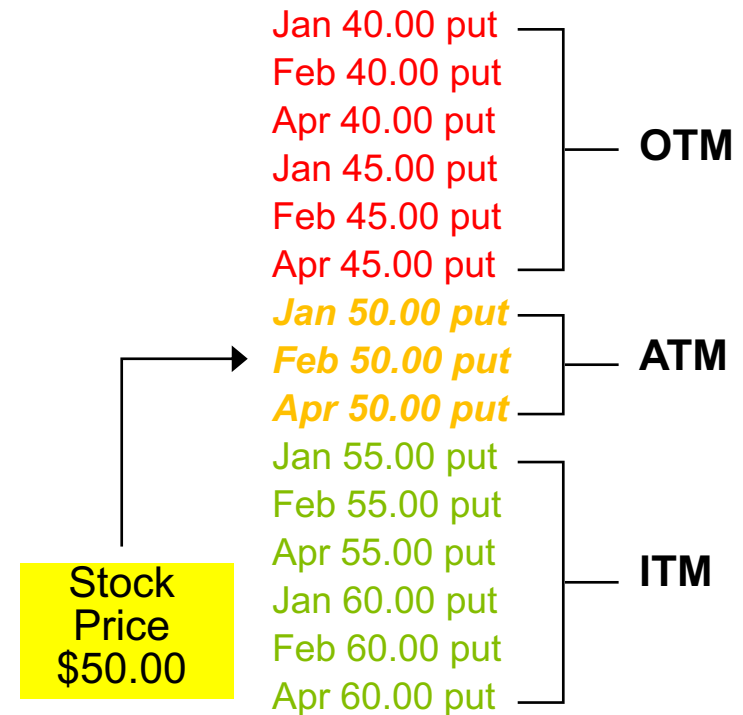 Jan 40.00 put
Feb 40.00 put
Apr 40.00 put
Jan 45.00 put
Feb 45.00 put
Apr 45.00 put
OTM
Jan 50.00 put
Feb 50.00 put
Apr 50.00 put
ATM
Jan 55.00 put
Feb 55.00 put
Apr 55.00 put
Jan 60.00 put
Feb 60.00 put
Apr 60.00 put
ITM
Stock
Price
$50.00